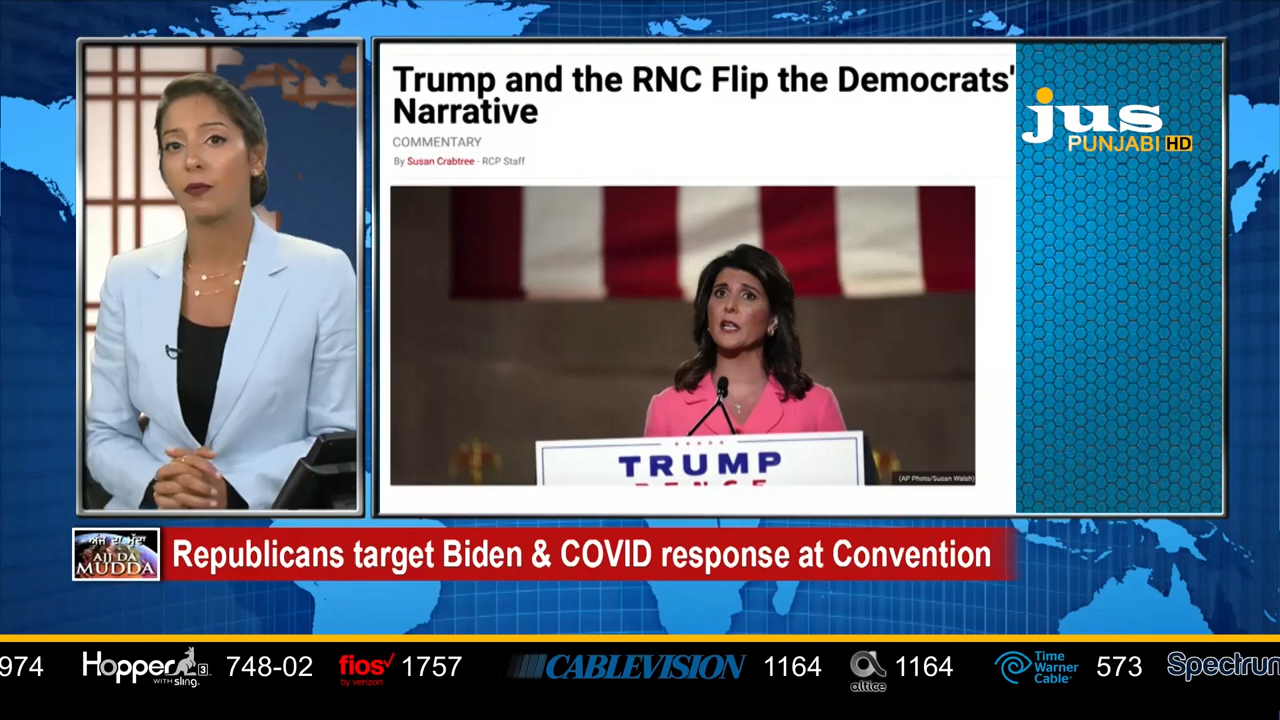 Trump and the RNC Flip the Democrats'
Narrative
COMMENTARY
By Susan Crabtree - RCP Staff
jus
PUNJABI HD
TRUMP
PENCE
(AP Photo/Susan Walsh)
ਅੱਜ ਦਾ ਮੁੱਦਾ
AJJ DA
MUDDA
Republicans target Biden & COVID response at Convention
974 Hopper 3 WITH sling. 748-02 fios by verizon 1757 CABLEVISION 1164 altice 1164 Time Warner Cable 573 Spectrum